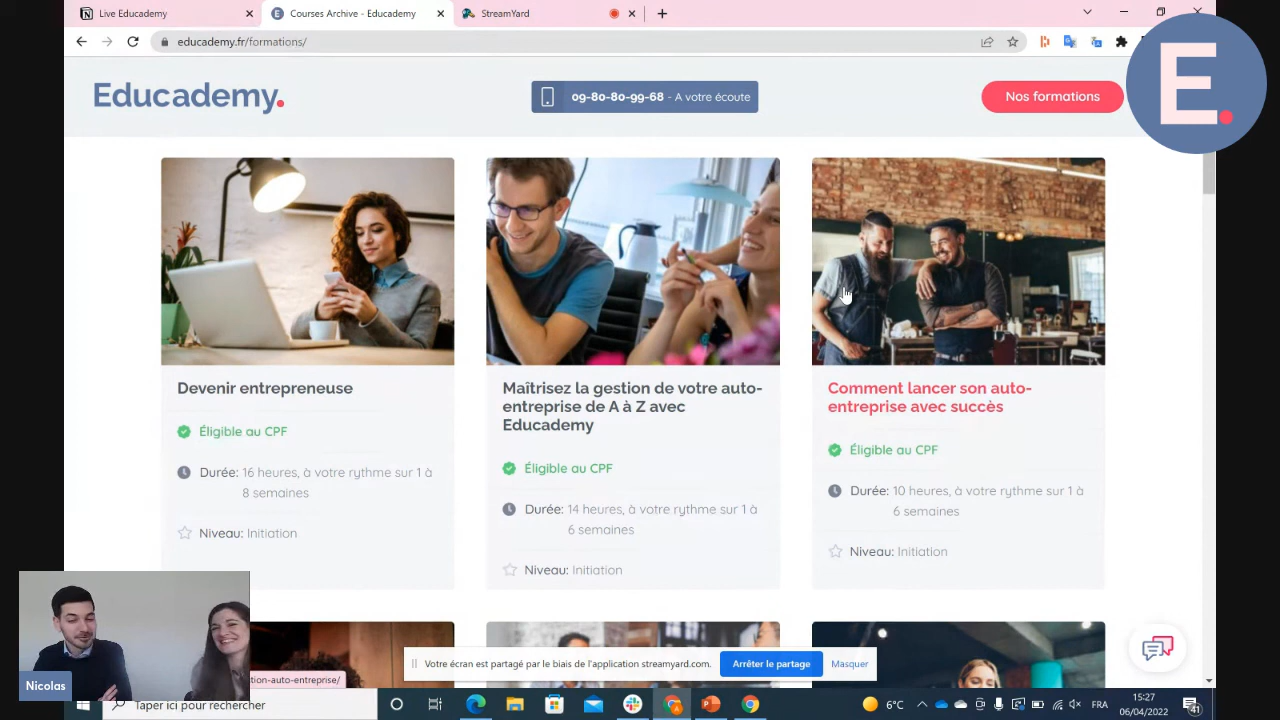 Live Educademy
Courses Archive - Educademy
StreamYard
educademy.fr/formations/
Educademy.
09-80-80-99-68 - A votre écoute
Nos formations
E.
Devenir entrepreneuse
Éligible au CPF
Durée: 16 heures, à votre rythme sur 1 à
8 semaines
Niveau: Initiation
Maîtrisez la gestion de votre auto-
entreprise de A à Z avec
Educademy
Éligible au CPF
Durée: 14 heures, à votre rythme sur 1 à
6 semaines
Niveau: Initiation
Comment lancer son auto-
entreprise avec succès
Éligible au CPF
Durée: 10 heures, à votre rythme sur 1 à
6 semaines
Niveau: Initiation
Votre écran est partagé par le biais de l'application streamyard.com.
Arrêter le partage
Masquer
Nicolas
tion-auto-entreprise/
Taper ici pour rechercher
6°C
FRA
15:27
06/04/2022
41